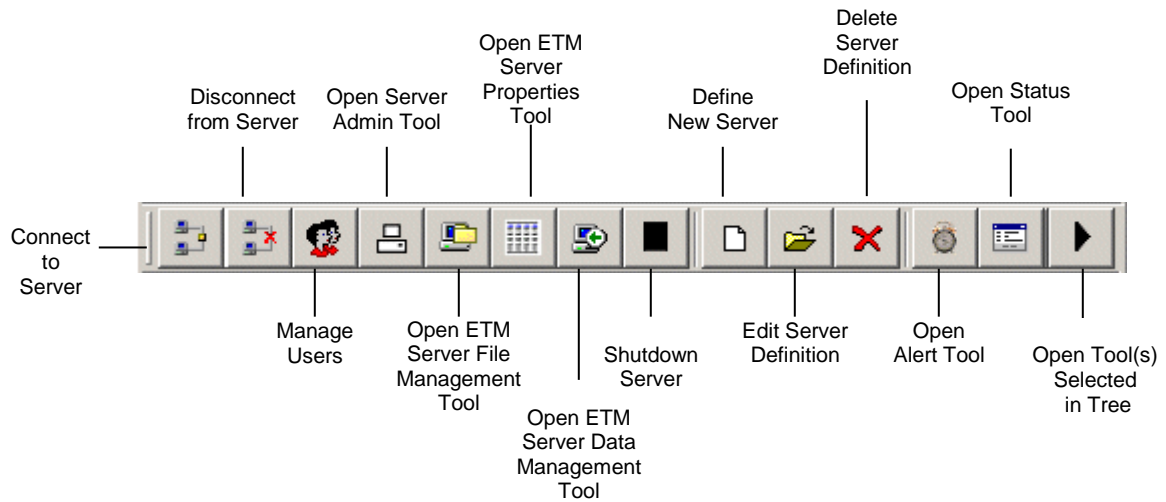 Delete
Server
Definition
Open ETM
Server
Properties
Tool
Disconnect
from Server
Open Server
Admin Tool
Define
New Server
Open Status
Tool
Connect
to
Server
Manage
Users
Open ETM
Server File
Management
Tool
Open ETM
Server Data
Management
Tool
Shutdown
Server
Edit Server
Definition
Open
Alert Tool
Open Tool(s)
Selected
in Tree